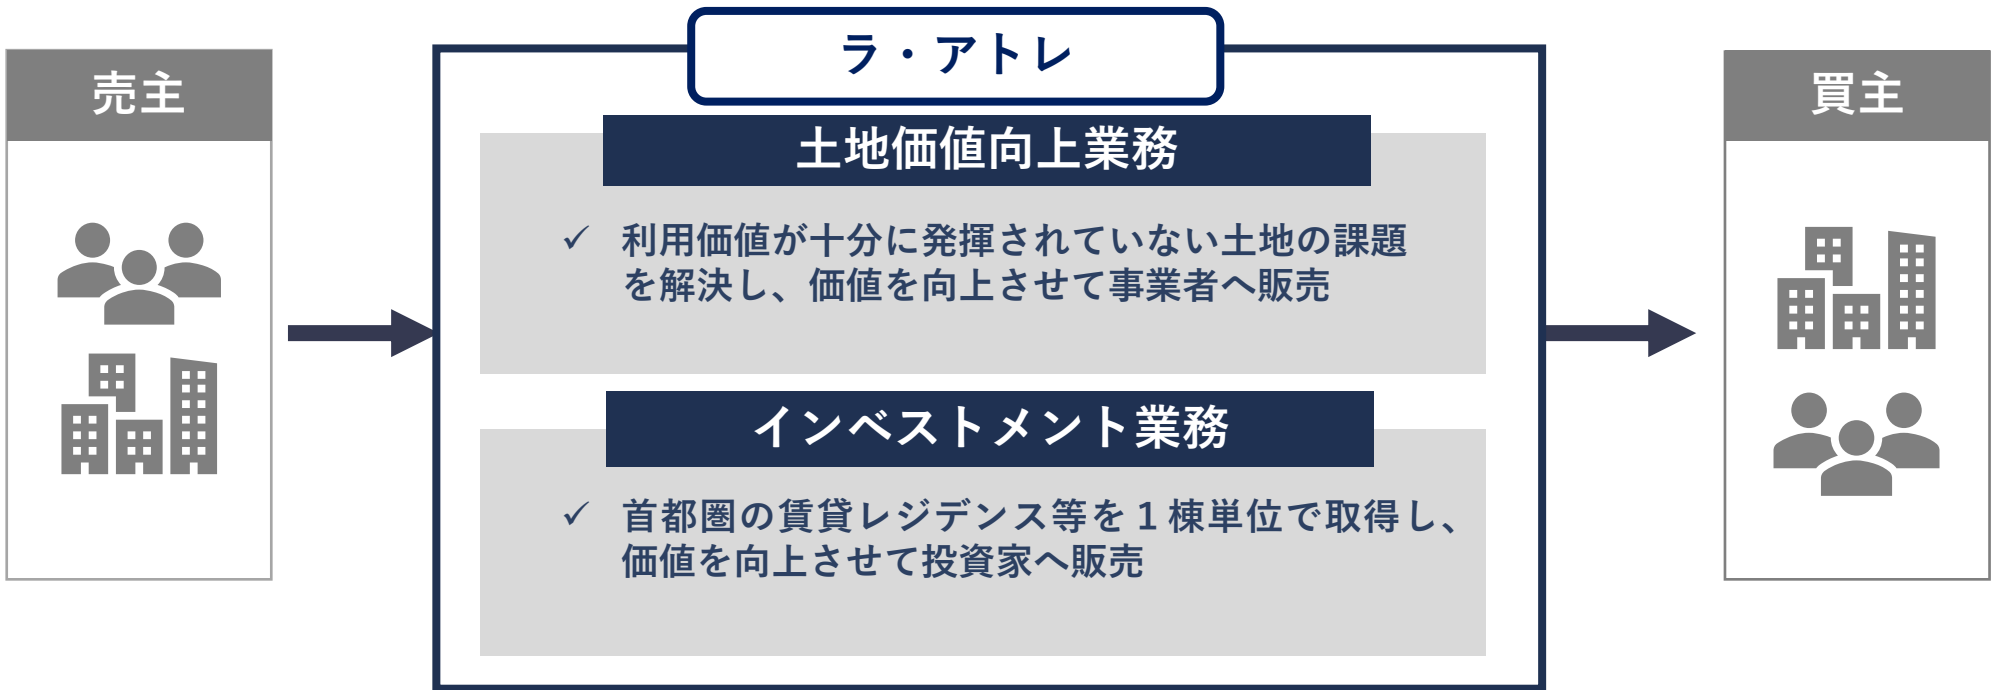 ラ・アトレ
売主
土地価値向上業務
✓ 利用価値が十分に発揮されていない土地の課題
を解決し、価値を向上させて事業者へ販売
インベストメント業務
✓ 首都圏の賃貸レジデンス等を１棟単位で取得し、
価値を向上させて投資家へ販売
買主